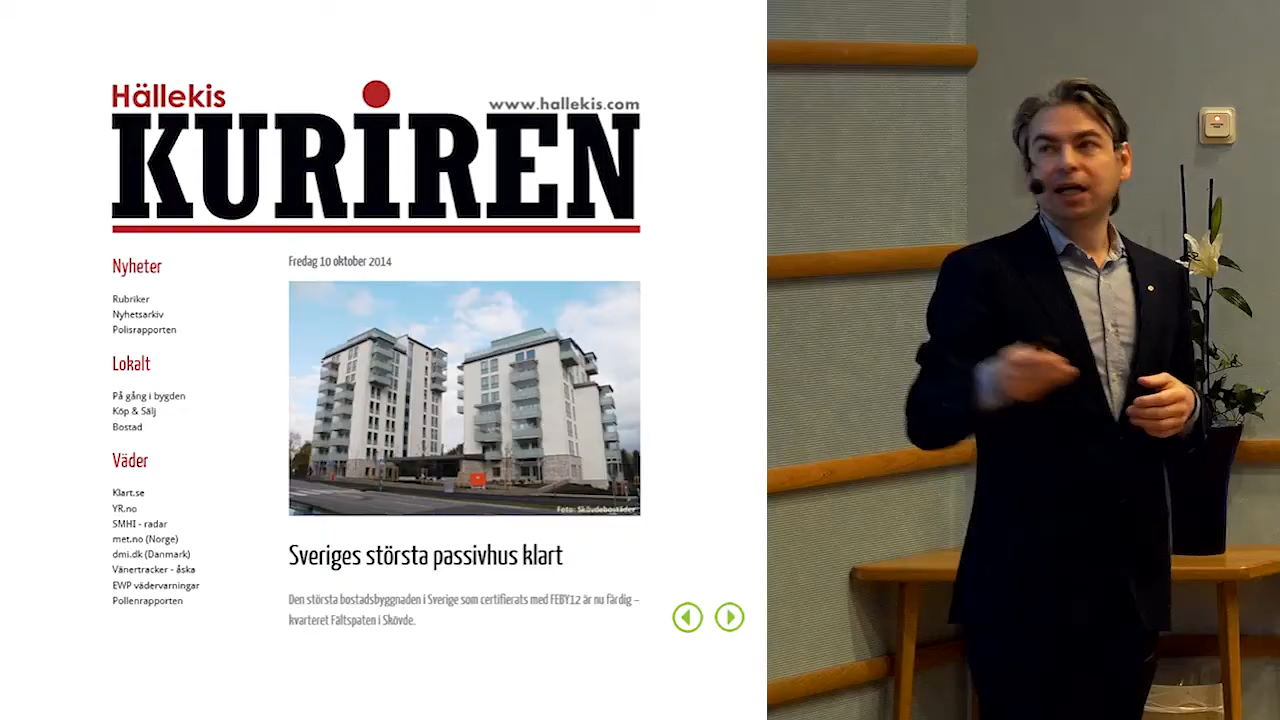 Hällekis
www.hallekis.com
KURIREN
Nyheter
Rubriker
Nyhetsarkiv
Polisrapporten
Lokalt
På gång i bygden
Köp & Sälj
Bostad
Väder
Klart.se
YR.no
SMHI - radar
met.no (Norge)
dmi.dk (Danmark)
Vänertracker - åska
EWP vädervarningar
Pollenrapporten
Fredag 10 oktober 2014
Foto: Skövdebostäder
Sveriges största passivhus klart
Den största bostadsbyggnaden i Sverige som certifierats med FEBY12 är nu färdig –
kvarteret Fältspaten i Skövde.